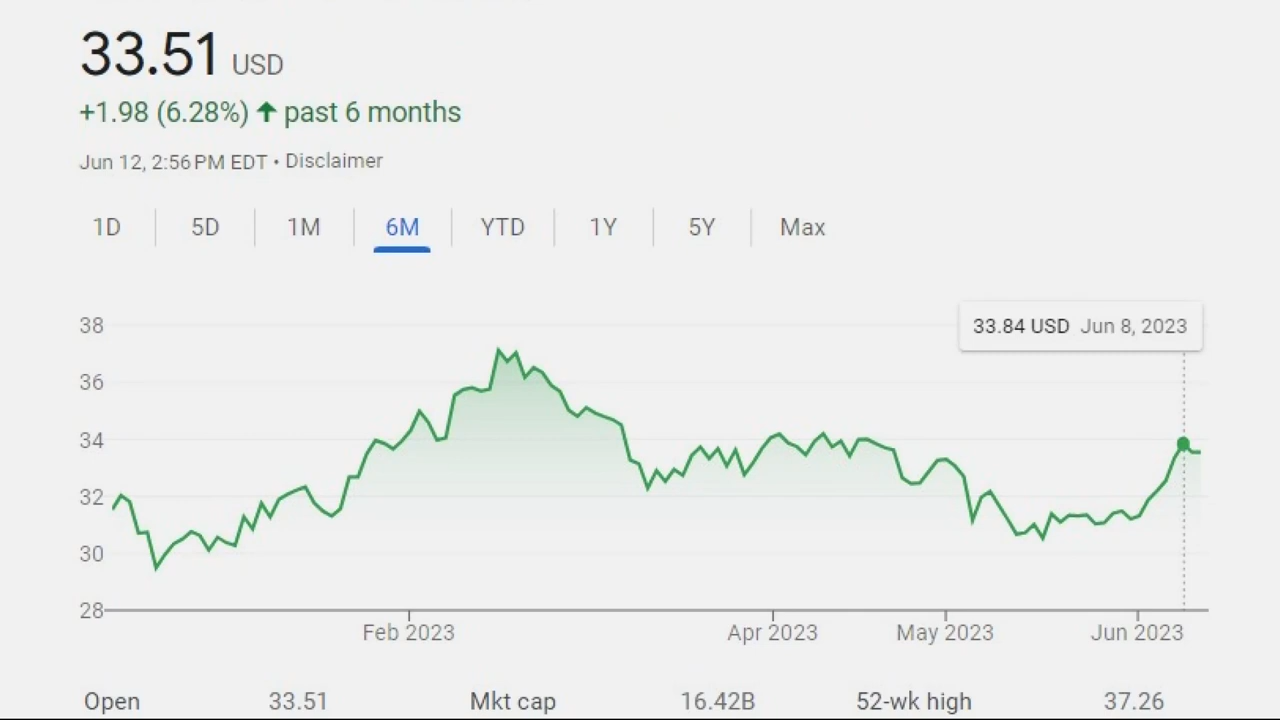 33.51 USD
+1.98 (6.28%) ↑ past 6 months
Jun 12, 2:56 PM EDT • Disclaimer
1D 5D 1M 6M YTD 1Y 5Y Max
33.84 USD Jun 8, 2023
38
36
34
32
30
28
Feb 2023 Apr 2023 May 2023 Jun 2023
Open 33.51 Mkt cap 16.42B 52-wk high 37.26